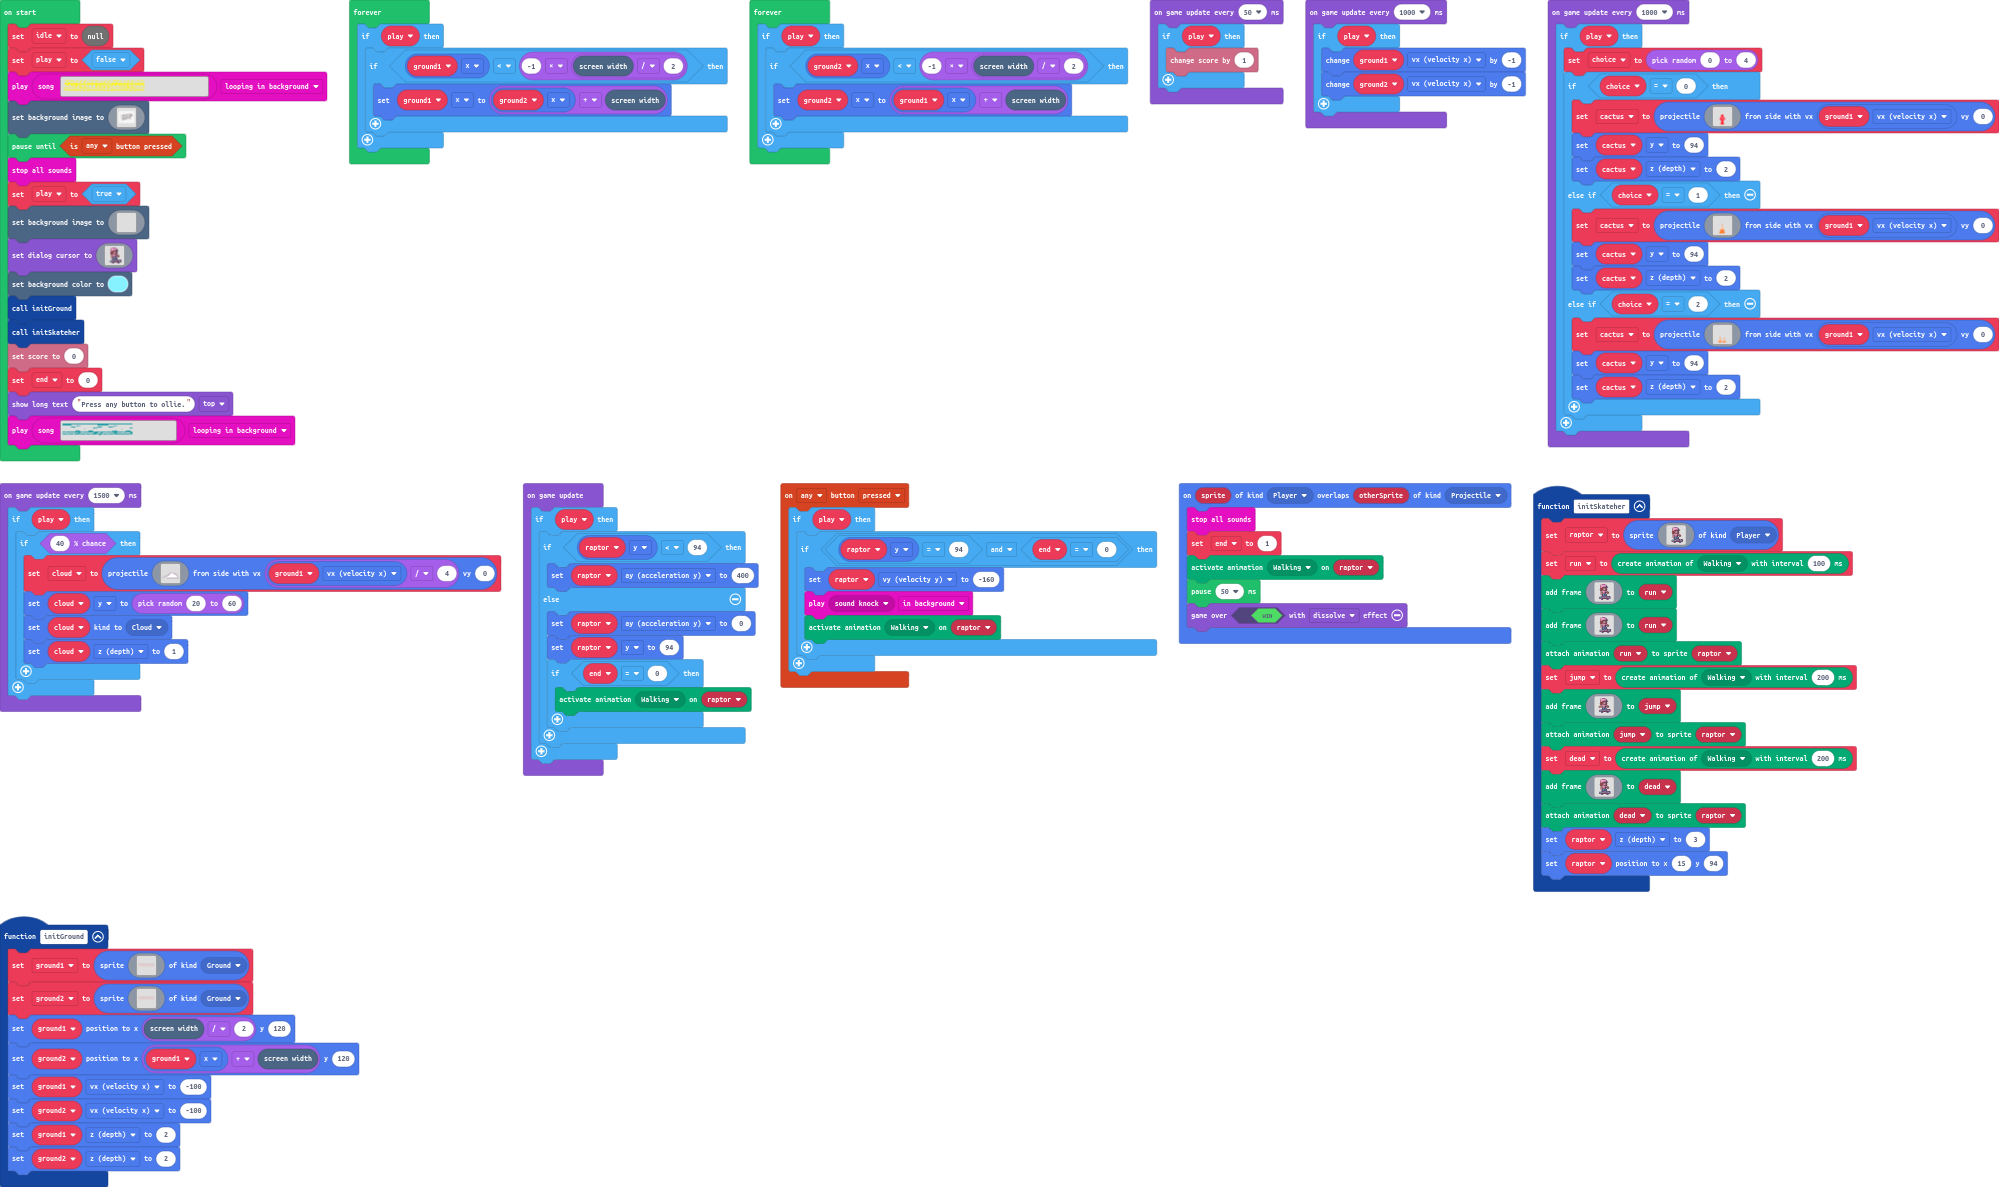 on start
set idle to null
set play to false
play song looping in background
set background image to
pause until is any button pressed
stop all sounds
set play to true
set background image to
set dialog cursor to
set background color to
call initGround
call initSkateher
set score to 0
set end to 0
show long text "Press any button to ollie." top
play song looping in background
forever
if play then
if ground1 x < -1 × screen width / 2 then
set ground1 x to ground2 x + screen width
forever
if play then
if ground2 x < -1 × screen width / 2 then
set ground2 x to ground1 x + screen width
on game update every 50 ms
if play then
change score by 1
on game update every 1000 ms
if play then
change ground1 vx (velocity x) by -1
change ground2 vx (velocity x) by -1
on game update every 1000 ms
if play then
set choice to pick random 0 to 4
if choice = 0 then
set cactus to projectile from side with vx ground1 vx (velocity x) vy 0
set cactus y to 94
set cactus z (depth) to 2
else if choice = 1 then
set cactus to projectile from side with vx ground1 vx (velocity x) vy 0
set cactus y to 94
set cactus z (depth) to 2
else if choice = 2 then
set cactus to projectile from side with vx ground1 vx (velocity x) vy 0
set cactus y to 94
set cactus z (depth) to 2
on game update every 1500 ms
if play then
if 40 % chance then
set cloud to projectile from side with vx ground1 vx (velocity x) / 4 vy 0
set cloud y to pick random 20 to 60
set cloud kind to Cloud
set cloud z (depth) to 1
on game update
if play then
if raptor y < 94 then
set raptor ay (acceleration y) to 400
else
set raptor ay (acceleration y) to 0
set raptor y to 94
if end = 0 then
activate animation Walking on raptor
on any button pressed
if play then
if raptor y = 94 and end = 0 then
set raptor vy (velocity y) to -160
play sound knock in background
activate animation Walking on raptor
on sprite of kind Player overlaps otherSprite of kind Projectile
stop all sounds
set end to 1
activate animation Walking on raptor
pause 50 ms
game over WIN with dissolve effect
function initSkateher
set raptor to sprite of kind Player
set run to create animation of Walking with interval 100 ms
add frame to run
add frame to run
attach animation run to sprite raptor
set jump to create animation of Walking with interval 200 ms
add frame to jump
attach animation jump to sprite raptor
set dead to create animation of Walking with interval 200 ms
add frame to dead
attach animation dead to sprite raptor
set raptor z (depth) to 3
set raptor position to x 15 y 94
function initGround
set ground1 to sprite of kind Ground
set ground2 to sprite of kind Ground
set ground1 position to x screen width / 2 y 120
set ground2 position to x ground1 x + screen width y 120
set ground1 vx (velocity x) to -100
set ground2 vx (velocity x) to -100
set ground1 z (depth) to 2
set ground2 z (depth) to 2